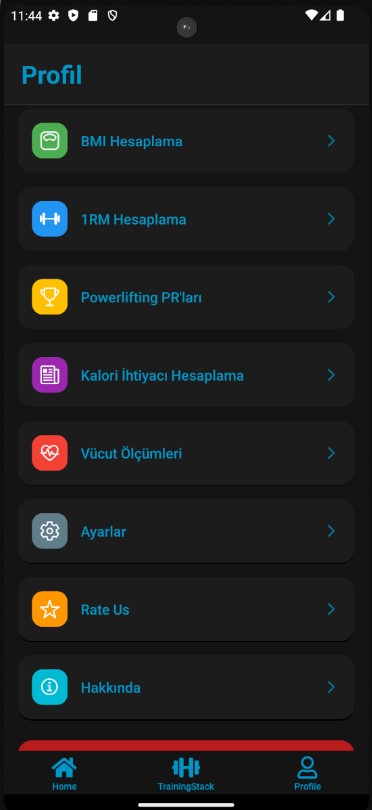 11:44
Profil
BMI Hesaplama
1RM Hesaplama
Powerlifting PR'ları
Kalori İhtiyacı Hesaplama
Vücut Ölçümleri
Ayarlar
Rate Us
Hakkında
Home
TrainingStack
Profile